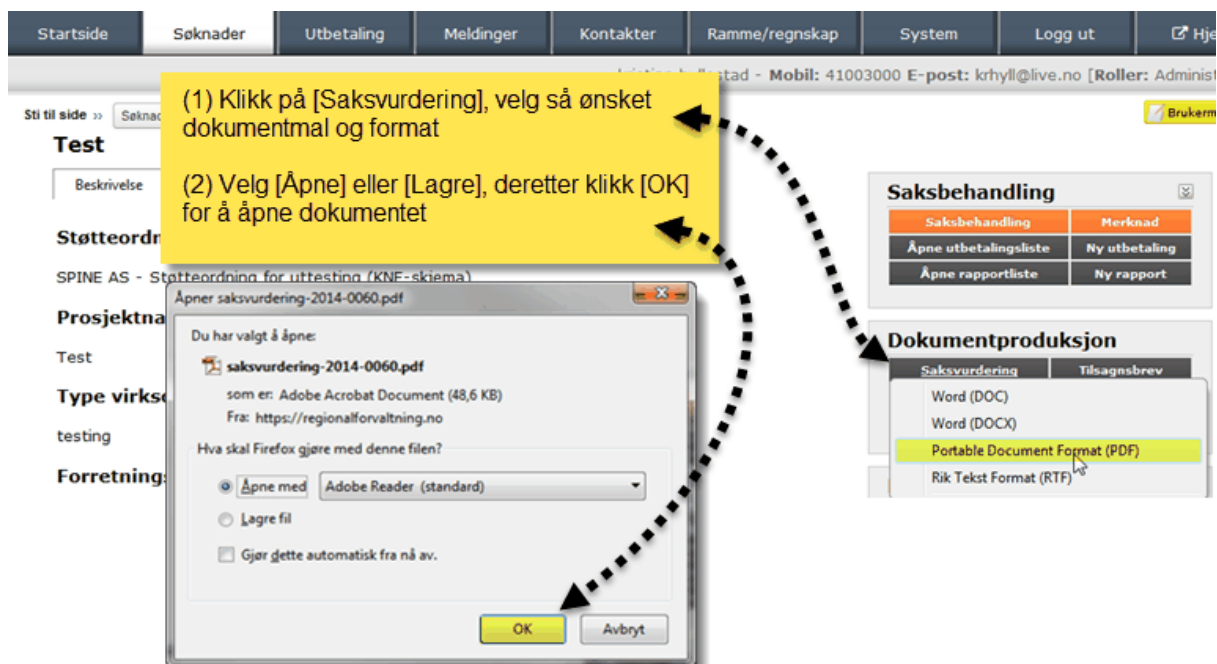 Startside Søknader Utbetaling Meldinger Kontakter Ramme/regnskap System Logg ut Hje
stad - Mobil: 41003000 E-post: krhyll@live.no [Roller: Administ
Sti til side »
Brukerm
Test
Beskrivelse
(1) Klikk på [Saksvurdering], velg så ønsket
dokumentmal og format
(2) Velg [Åpne] eller [Lagre], deretter klikk [OK]
for å åpne dokumentet
Støtteordn
SPINE AS - Støtteordning for uttesting (KNF-skjema)
Prosjektna
Test
Type virkso
testing
Forretning
Åpner saksvurdering-2014-0060.pdf
Du har valgt å åpne:
saksvurdering-2014-0060.pdf
som er: Adobe Acrobat Document (48,6 KB)
Fra: https://regionalforvaltning.no
Hva skal Firefox gjøre med denne filen?
Åpne med Adobe Reader (standard)
Lagre fil
Gjør dette automatisk fra nå av.
OK Avbryt
Saksbehandling
Saksbehandling Merknad
Åpne utbetalingsliste Ny utbetaling
Åpne rapportliste Ny rapport
Dokumentproduksjon
Saksvurdering Tilsagnsbrev
Word (DOC)
Word (DOCX)
Portable Document Format (PDF)
Rik Tekst Format (RTF)